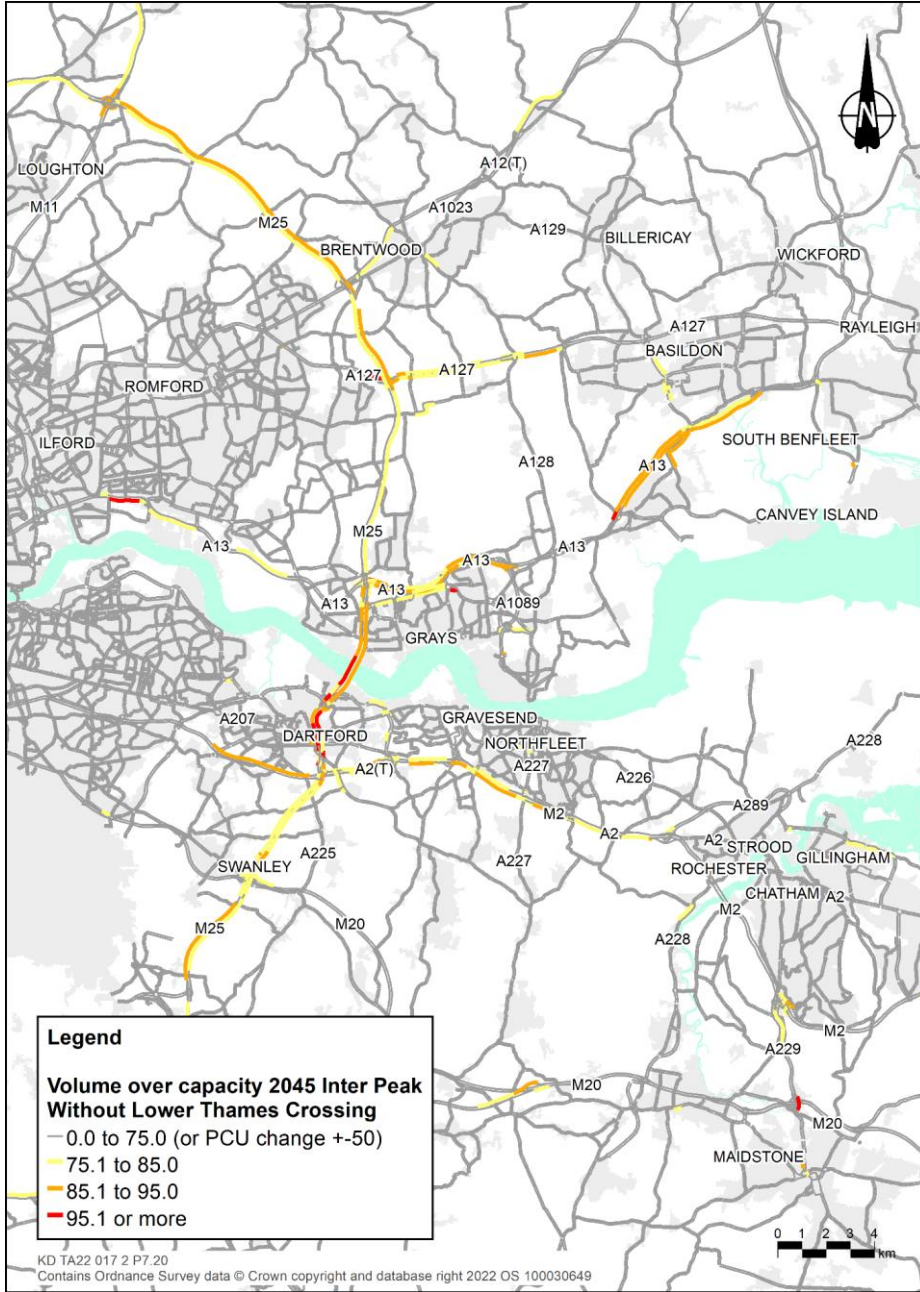 N
A12(T)
LOUGHTON
M11
A1023
M25
A129
BILLERICAY
BRENTWOOD
WICKFORD
A127
RAYLEIGH
BASILDON
A127
A127
ROMFORD
ILFORD
SOUTH BENFLEET
A128
A13
CANVEY ISLAND
M25
A13
A13
A13
A13
A13
A1089
GRAYS
A207
DARTFORD
GRAVESEND
NORTHFLEET
A228
A2(T)
A227
A226
M2
A289
A2
A2
STROOD
GILLINGHAM
SWANLEY
A225
A227
ROCHESTER
CHATHAM
A2
M2
M25
M20
A228
M2
A229
M20
M20
MAIDSTONE
Legend
Volume over capacity 2045 Inter Peak
Without Lower Thames Crossing
0.0 to 75.0 (or PCU change +-50)
75.1 to 85.0
85.1 to 95.0
95.1 or more
0 1 2 3 4
km
KD TA22 017 2 P7.20
Contains Ordnance Survey data © Crown copyright and database right 2022 OS 100030649